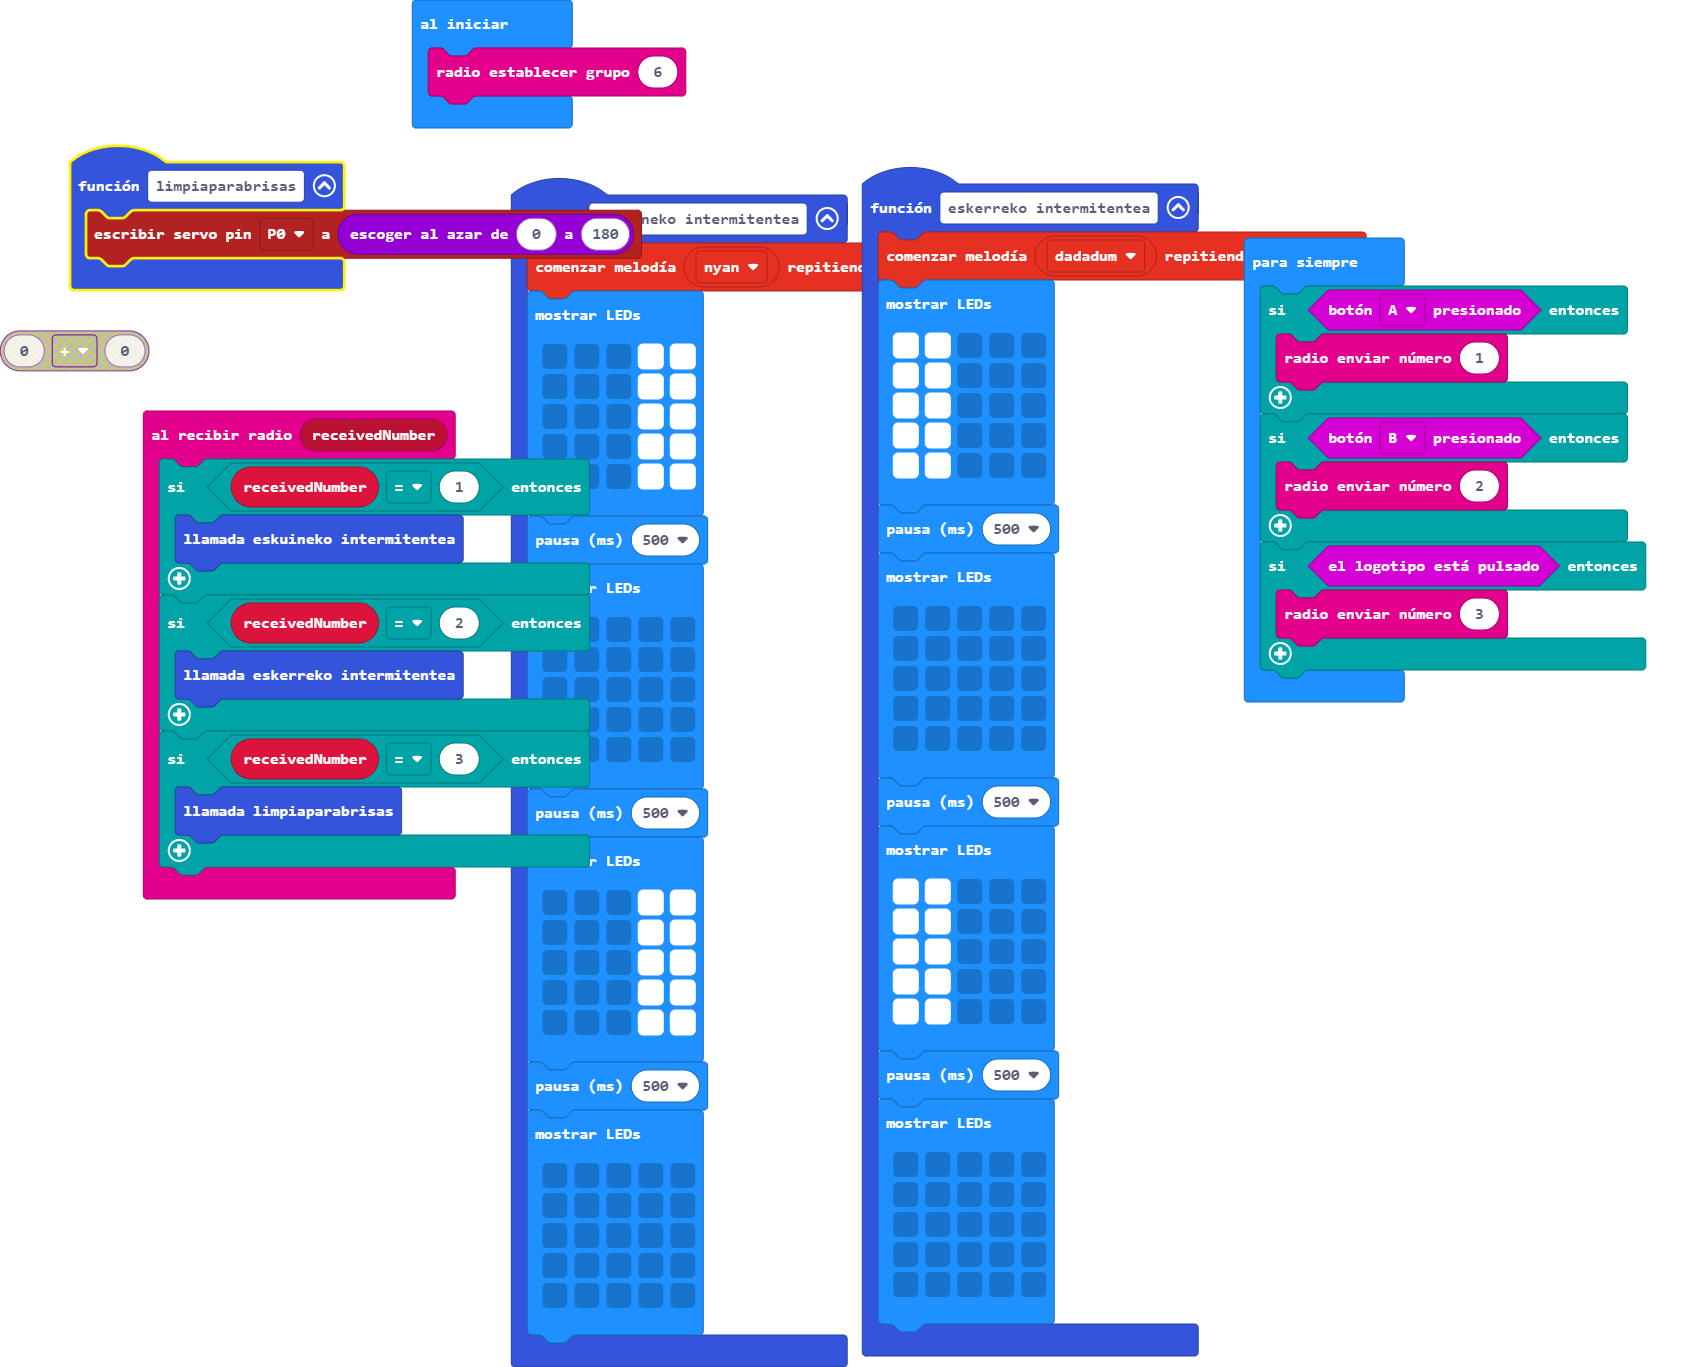 al iniciar
radio establecer grupo 6
función limpiaparabrisas
escribir servo pin P0 a escoger al azar de 0 a 180
0 + 0
al recibir radio receivedNumber
si receivedNumber = 1 entonces
llamada eskuineko intermitentea
si receivedNumber = 2 entonces
llamada eskerreko intermitentea
si receivedNumber = 3 entonces
llamada limpiaparabrisas
neko intermitentea
comenzar melodía nyan repitiend
mostrar LEDs
pausa (ms) 500
r LEDs
pausa (ms) 500
r LEDs
pausa (ms) 500
mostrar LEDs
función eskerreko intermitentea
comenzar melodía dadadum repitiend
mostrar LEDs
pausa (ms) 500
mostrar LEDs
pausa (ms) 500
mostrar LEDs
pausa (ms) 500
mostrar LEDs
para siempre
si botón A presionado entonces
radio enviar número 1
si botón B presionado entonces
radio enviar número 2
si el logotipo está pulsado entonces
radio enviar número 3